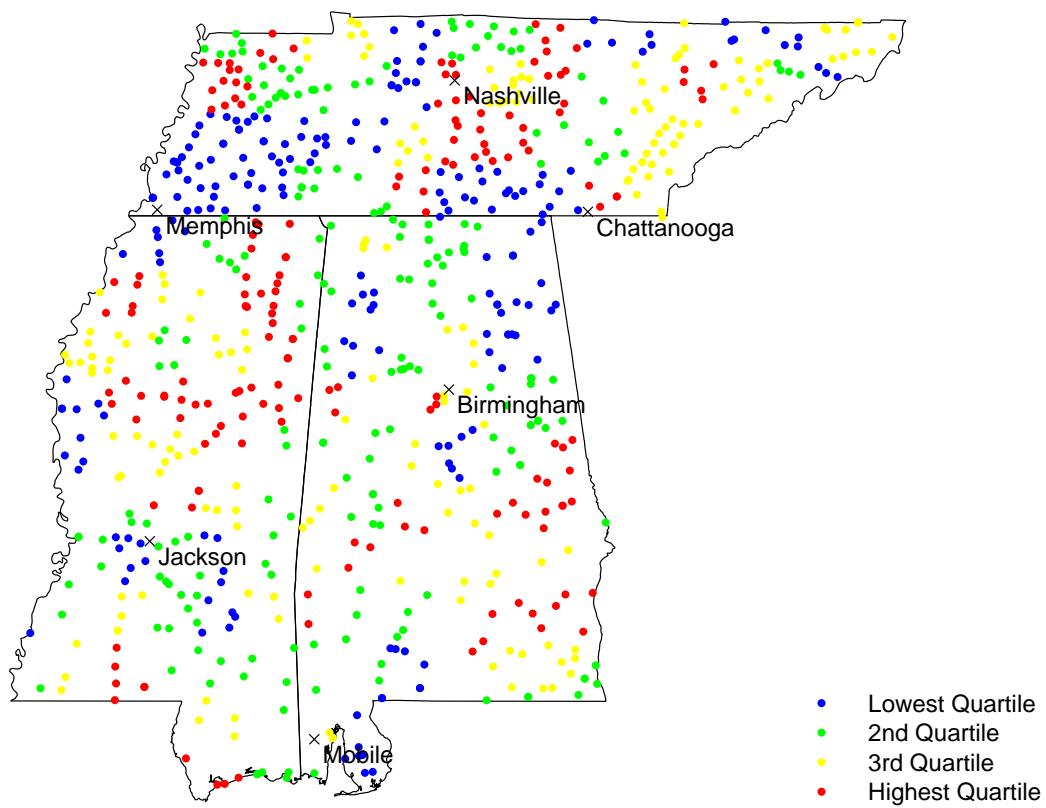 Nashville
Memphis
Chattanooga
Birmingham
Jackson
Mobile
Lowest Quartile
2nd Quartile
3rd Quartile
Highest Quartile